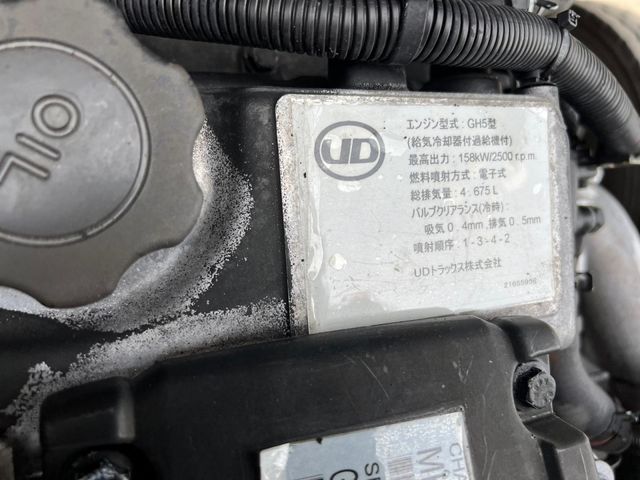 OIL
UD
エンジン型式 : GH5型
(給気冷却器付過給機付)
最高出力 : 158kW/2500 r.p.m.
燃料噴射方式 : 電子式
総排気量 : 4.675 L
バルブクリアランス(冷時) :
吸気0.4mm,排気0.5mm
噴射順序 : 1-3-4-2
UDトラックス株式会社
21655956